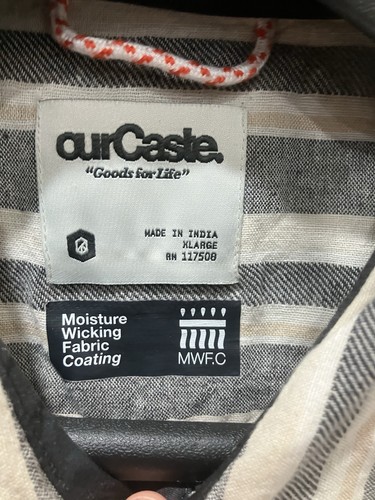 ourCaste.
“Goods for Life”
MADE IN INDIA
XLARGE
RN 117508
Moisture
Wicking
Fabric
Coating
MWF.C